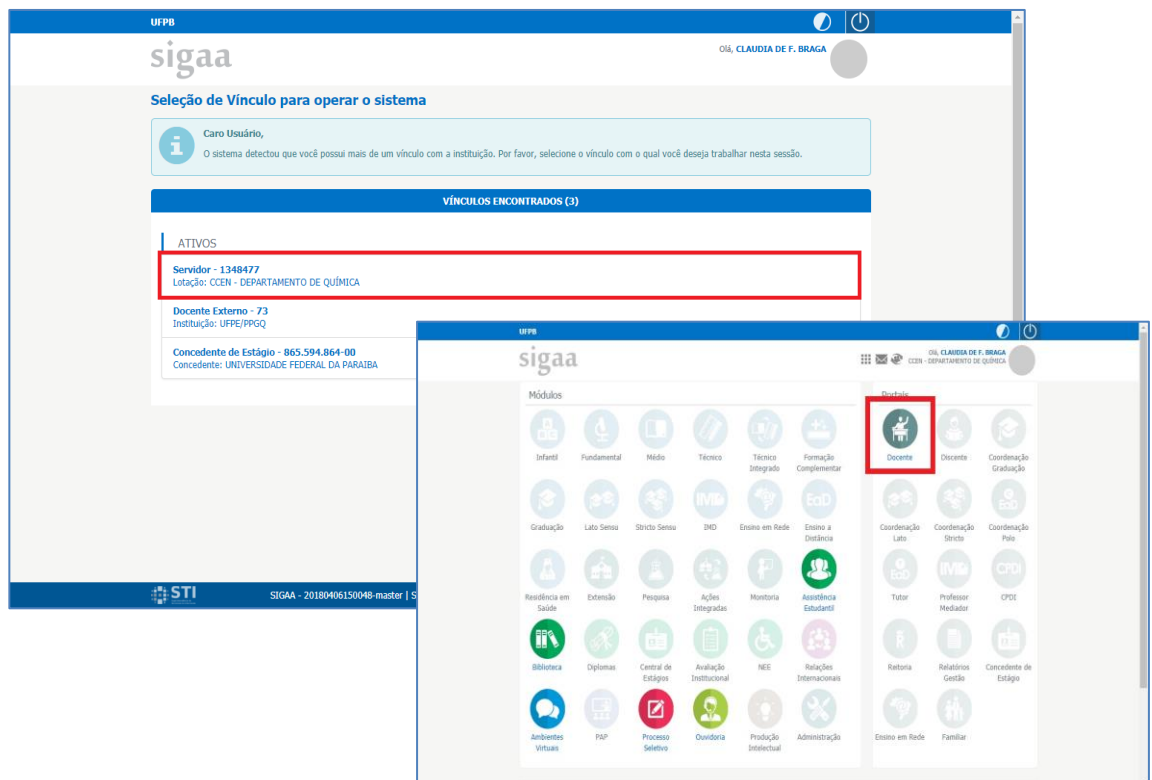 UFPB
sigaa
Olá, CLAUDIA DE F. BRAGA
Seleção de Vínculo para operar o sistema
Caro Usuário,
O sistema detectou que você possui mais de um vínculo com a instituição. Por favor, selecione o vínculo com o qual você deseja trabalhar nesta sessão.
VÍNCULOS ENCONTRADOS (3)
ATIVOS
Servidor - 1348477
Lotação: CCEN - DEPARTAMENTO DE QUÍMICA
Docente Externo - 73
Instituição: UFPE/PPGQ
Concedente de Estágio - 865.594.864-00
Concedente: UNIVERSIDADE FEDERAL DA PARAIBA
STI
SIGAA - 20180406150048-master | S
UFPB
sigaa
Olá, CLAUDIA DE F. BRAGA
CCEN - DEPARTAMENTO DE QUÍMICA
Módulos
Infantil Fundamental Médio Técnico Técnico Formação
Integrado Complementar
Graduação Lato Sensu Stricto Sensu IMD Ensino em Rede Ensino a
Distância
Residência em Extensão Pesquisa Ações Monitoria Assistência
Saúde Integradas Estudantil
Biblioteca Diplomas Central de Avaliação NEE Relações
Estágios Institucional Internacionais
Ambientes PAP Processo Ouvidoria Produção Administração
Virtuais Seletivo Intelectual
Portais
Docente Discente Coordenação
Graduação
Coordenação Coordenação Coordenação
Lato Stricto Polo
Tutor Professor CPDI
Mediador
Reitoria Relatórios Concedente de
Gestão Estágio
Ensino em Rede Familiar